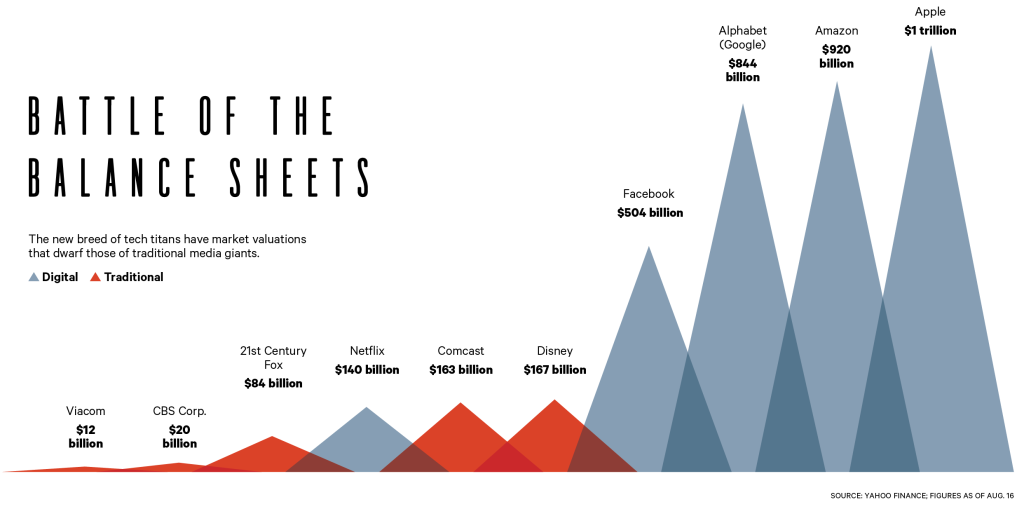 BATTLE OF THE
BALANCE SHEETS
The new breed of tech titans have market valuations
that dwarf those of traditional media giants.
Digital Traditional
Viacom
$12
billion
CBS Corp.
$20
billion
21st Century
Fox
$84 billion
Netflix
$140 billion
Comcast
$163 billion
Disney
$167 billion
Facebook
$504 billion
Alphabet
(Google)
$844
billion
Amazon
$920
billion
Apple
$1 trillion
SOURCE: YAHOO FINANCE; FIGURES AS OF AUG. 16